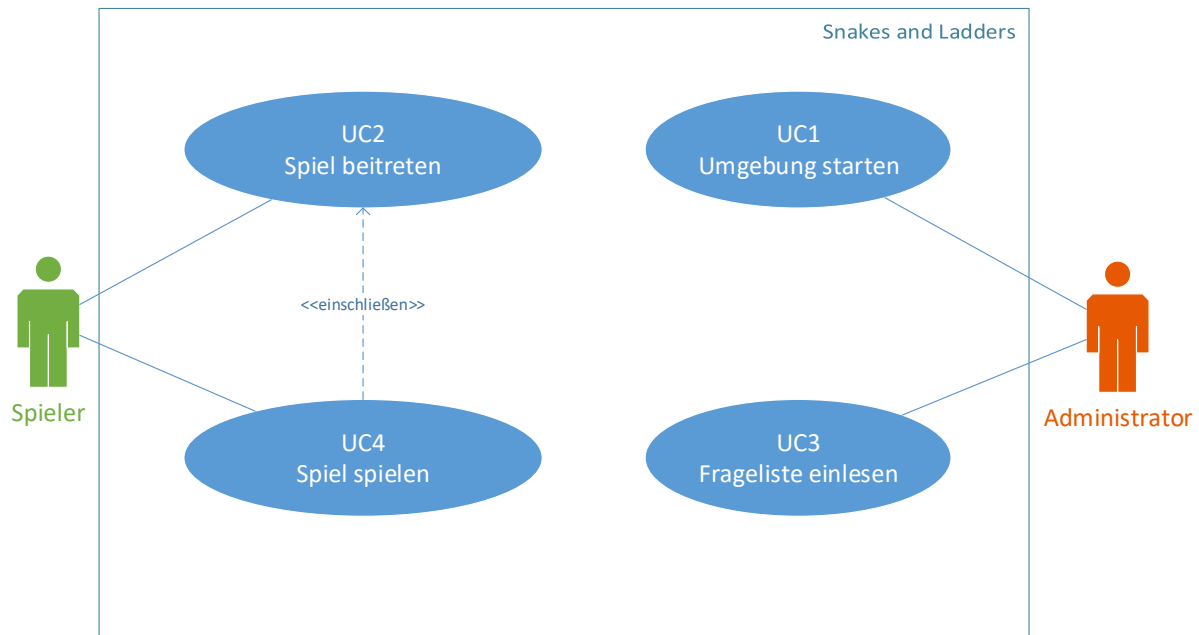 Snakes and Ladders
UC2
Spiel beitreten
UC1
Umgebung starten
<<einschließen>>
Spieler
Administrator
UC4
Spiel spielen
UC3
Frageliste einlesen